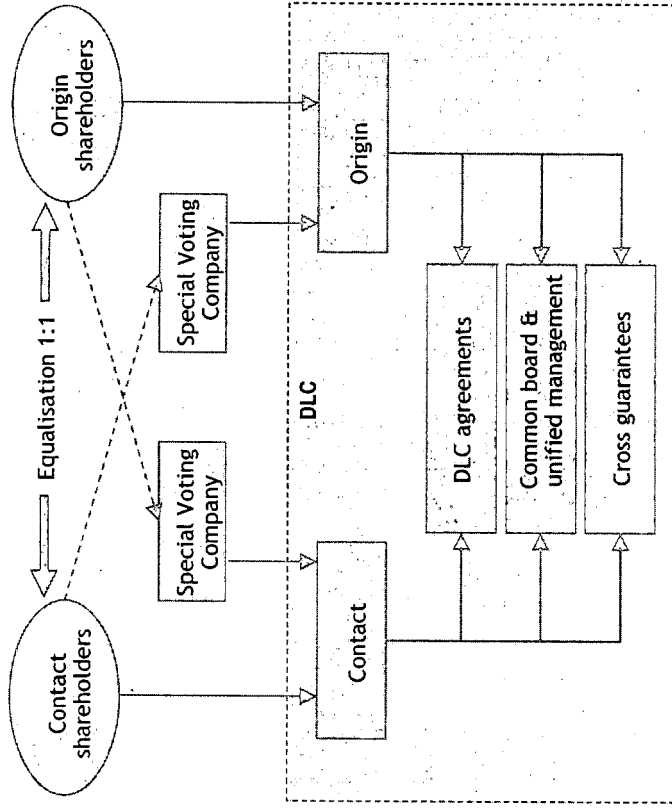 Contact
shareholders
Equalisation 1:1
Origin
shareholders
Special Voting
Company
Special Voting
Company
DLC
Contact
Origin
DLC agreements
Common board &
unified management
Cross guarantees